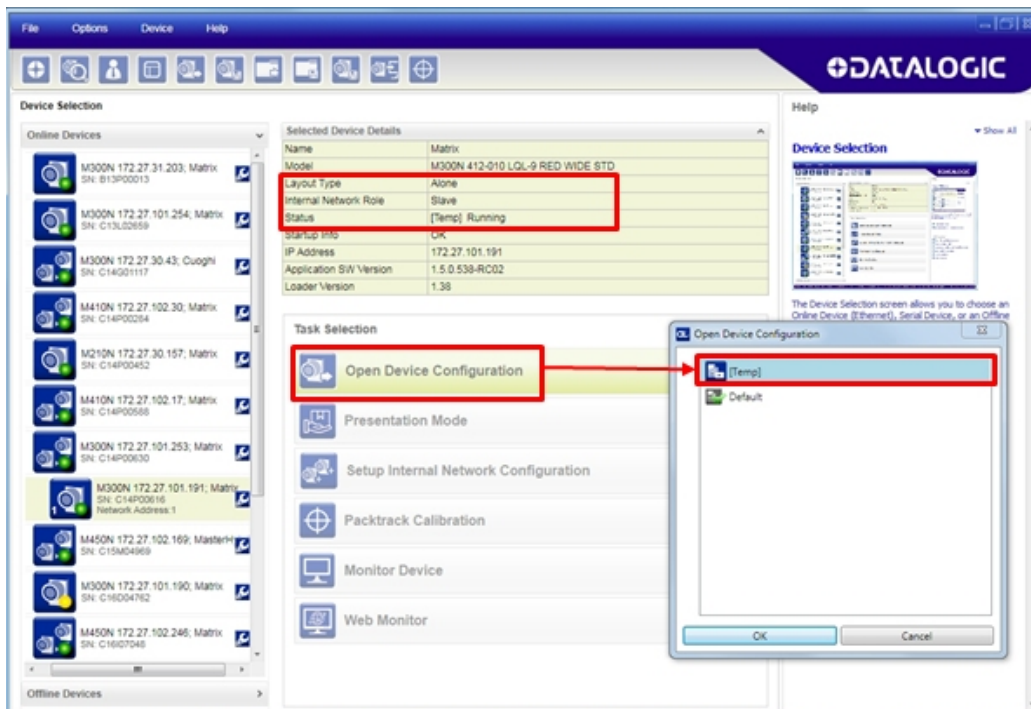 File Options Device Help
DATALOGIC
Device Selection
Online Devices
M300N 172.27.31.203; Matrix
SN: B13P00013
M300N 172.27.101.254; Matrix
SN: C13L02659
M300N 172.27.30.43; Cuoghi
SN: C14G01117
M410N 172.27.102.30; Matrix
SN: C14P00264
M210N 172.27.30.157; Matrix
SN: C14P00452
M410N 172.27.102.17; Matrix
SN: C14P00588
M300N 172.27.101.253; Matrix
SN: C14P00630
M300N 172.27.101.191; Matrix
SN: C14P00616
Network Address:1
1
M450N 172.27.102.169; MasterH
SN: C15M04969
M300N 172.27.101.190; Matrix
SN: C16D04762
M450N 172.27.102.246; Matrix
SN: C16I07046
Offline Devices
Selected Device Details
Name Matrix
Model M300N 412-010 LQL-9 RED WIDE STD
Layout Type Alone
Internal Network Role Slave
Status [Temp] Running
Startup Info OK
IP Address 172.27.101.191
Application SW Version 1.5.0.538-RC02
Loader Version 1.38
Task Selection
Open Device Configuration
Presentation Mode
Setup Internal Network Configuration
Packtrack Calibration
Monitor Device
Web Monitor
Help
Show All
Device Selection
The Device Selection screen allows you to choose an
Online Device (Ethernet), Serial Device, or an Offline
Open Device Configuration
[Temp]
Default
OK Cancel